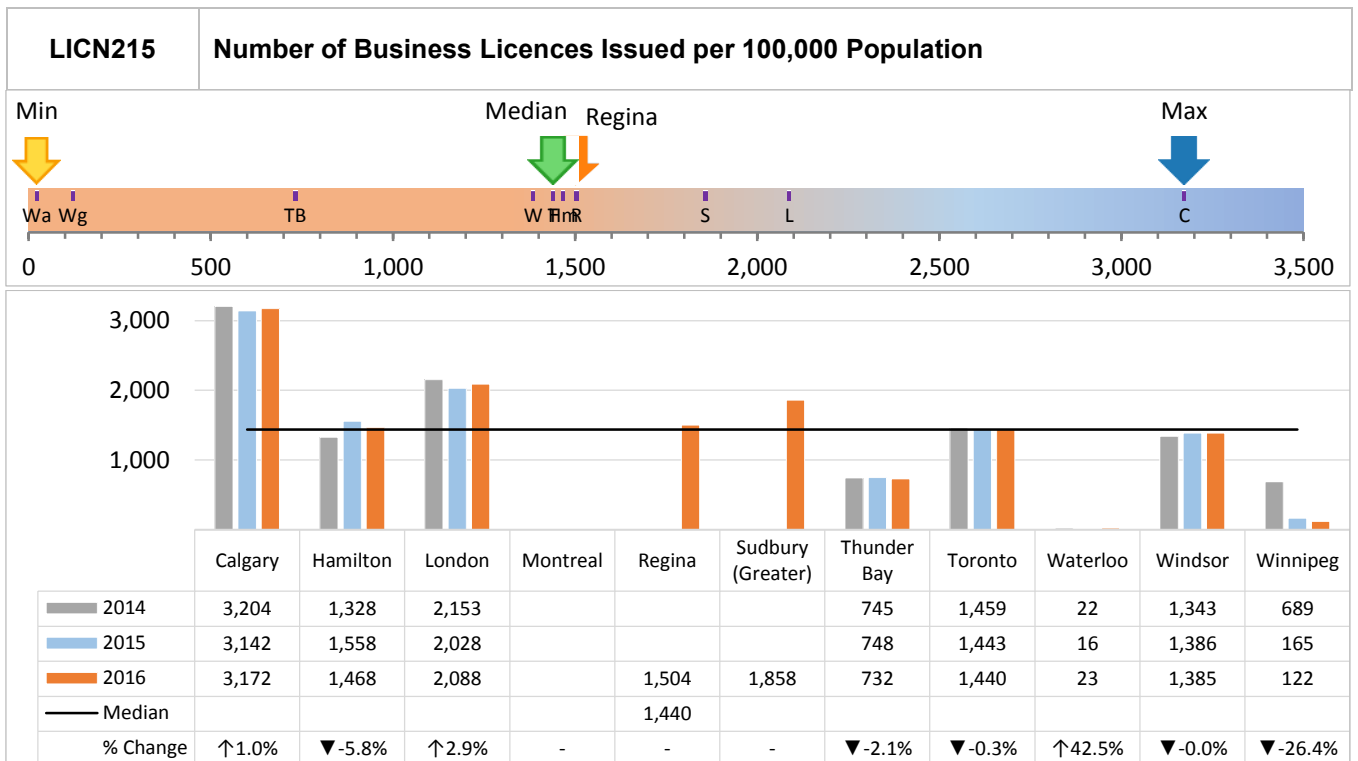 LICN215 Number of Business Licences Issued per 100,000 Population
Min Median Regina Max
Wa Wg TB W T Hm R S L C
0 500 1,000 1,500 2,000 2,500 3,000 3,500
3,000
2,000
1,000
Calgary Hamilton London Montreal Regina Sudbury (Greater) Thunder Bay Toronto Waterloo Windsor Winnipeg
2014 3,204 1,328 2,153 745 1,459 22 1,343 689
2015 3,142 1,558 2,028 748 1,443 16 1,386 165
2016 3,172 1,468 2,088 1,504 1,858 732 1,440 23 1,385 122
Median 1,440
% Change ↑1.0% ▼-5.8% ↑2.9% - - - ▼-2.1% ▼-0.3% ↑42.5% ▼-0.0% ▼-26.4%